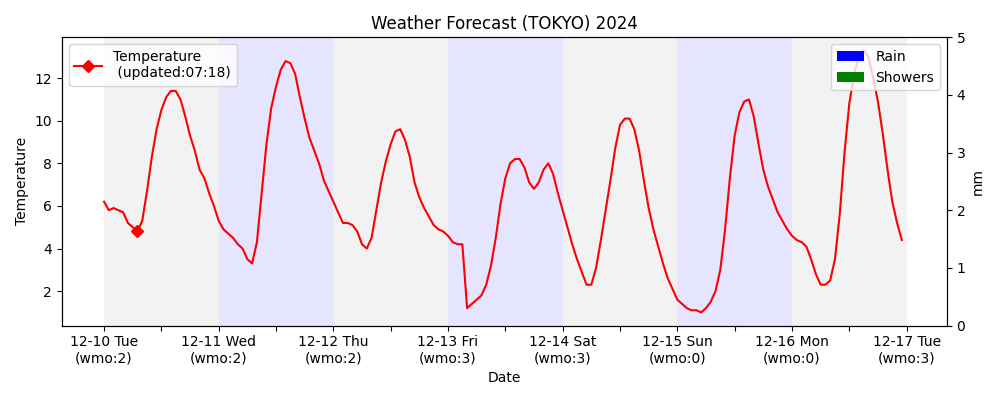 Weather Forecast (TOKYO) 2024
Temperature
(updated:07:18)
Rain
Showers
Temperature
12
10
8
6
4
2
5
4
3
2
1
0
mm
12-10 Tue
(wmo:2)
12-11 Wed
(wmo:2)
12-12 Thu
(wmo:2)
12-13 Fri
(wmo:3)
12-14 Sat
(wmo:3)
12-15 Sun
(wmo:0)
12-16 Mon
(wmo:0)
12-17 Tue
(wmo:3)
Date